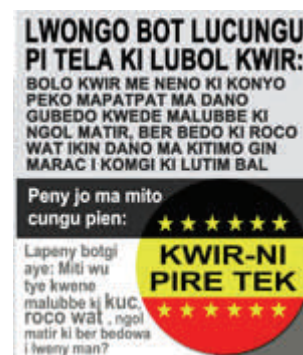 LWONGO BOT LUCUNGU
PI TELA KI LUBOL KWIR:
BOLO KWIR ME NENO KI KONYO
PEKO MAPATPAT MA DANO
GUBEDO KWEDE MALUBBE KI
NGOL MATIR, BER BEDO KI ROCO
WAT IKIN DANO MA KITIMO GIN
MARAC I KOMGI KI LUTIM BAL
Peny jo ma mito
cungu pien:
Lapeny botgi
aye: Miti wu
tye kwene
malubbe ki kuc,
roco wat , ngol
matir ki ber bedowa
i lweny man?
KWIR-NI
PIRE TEK